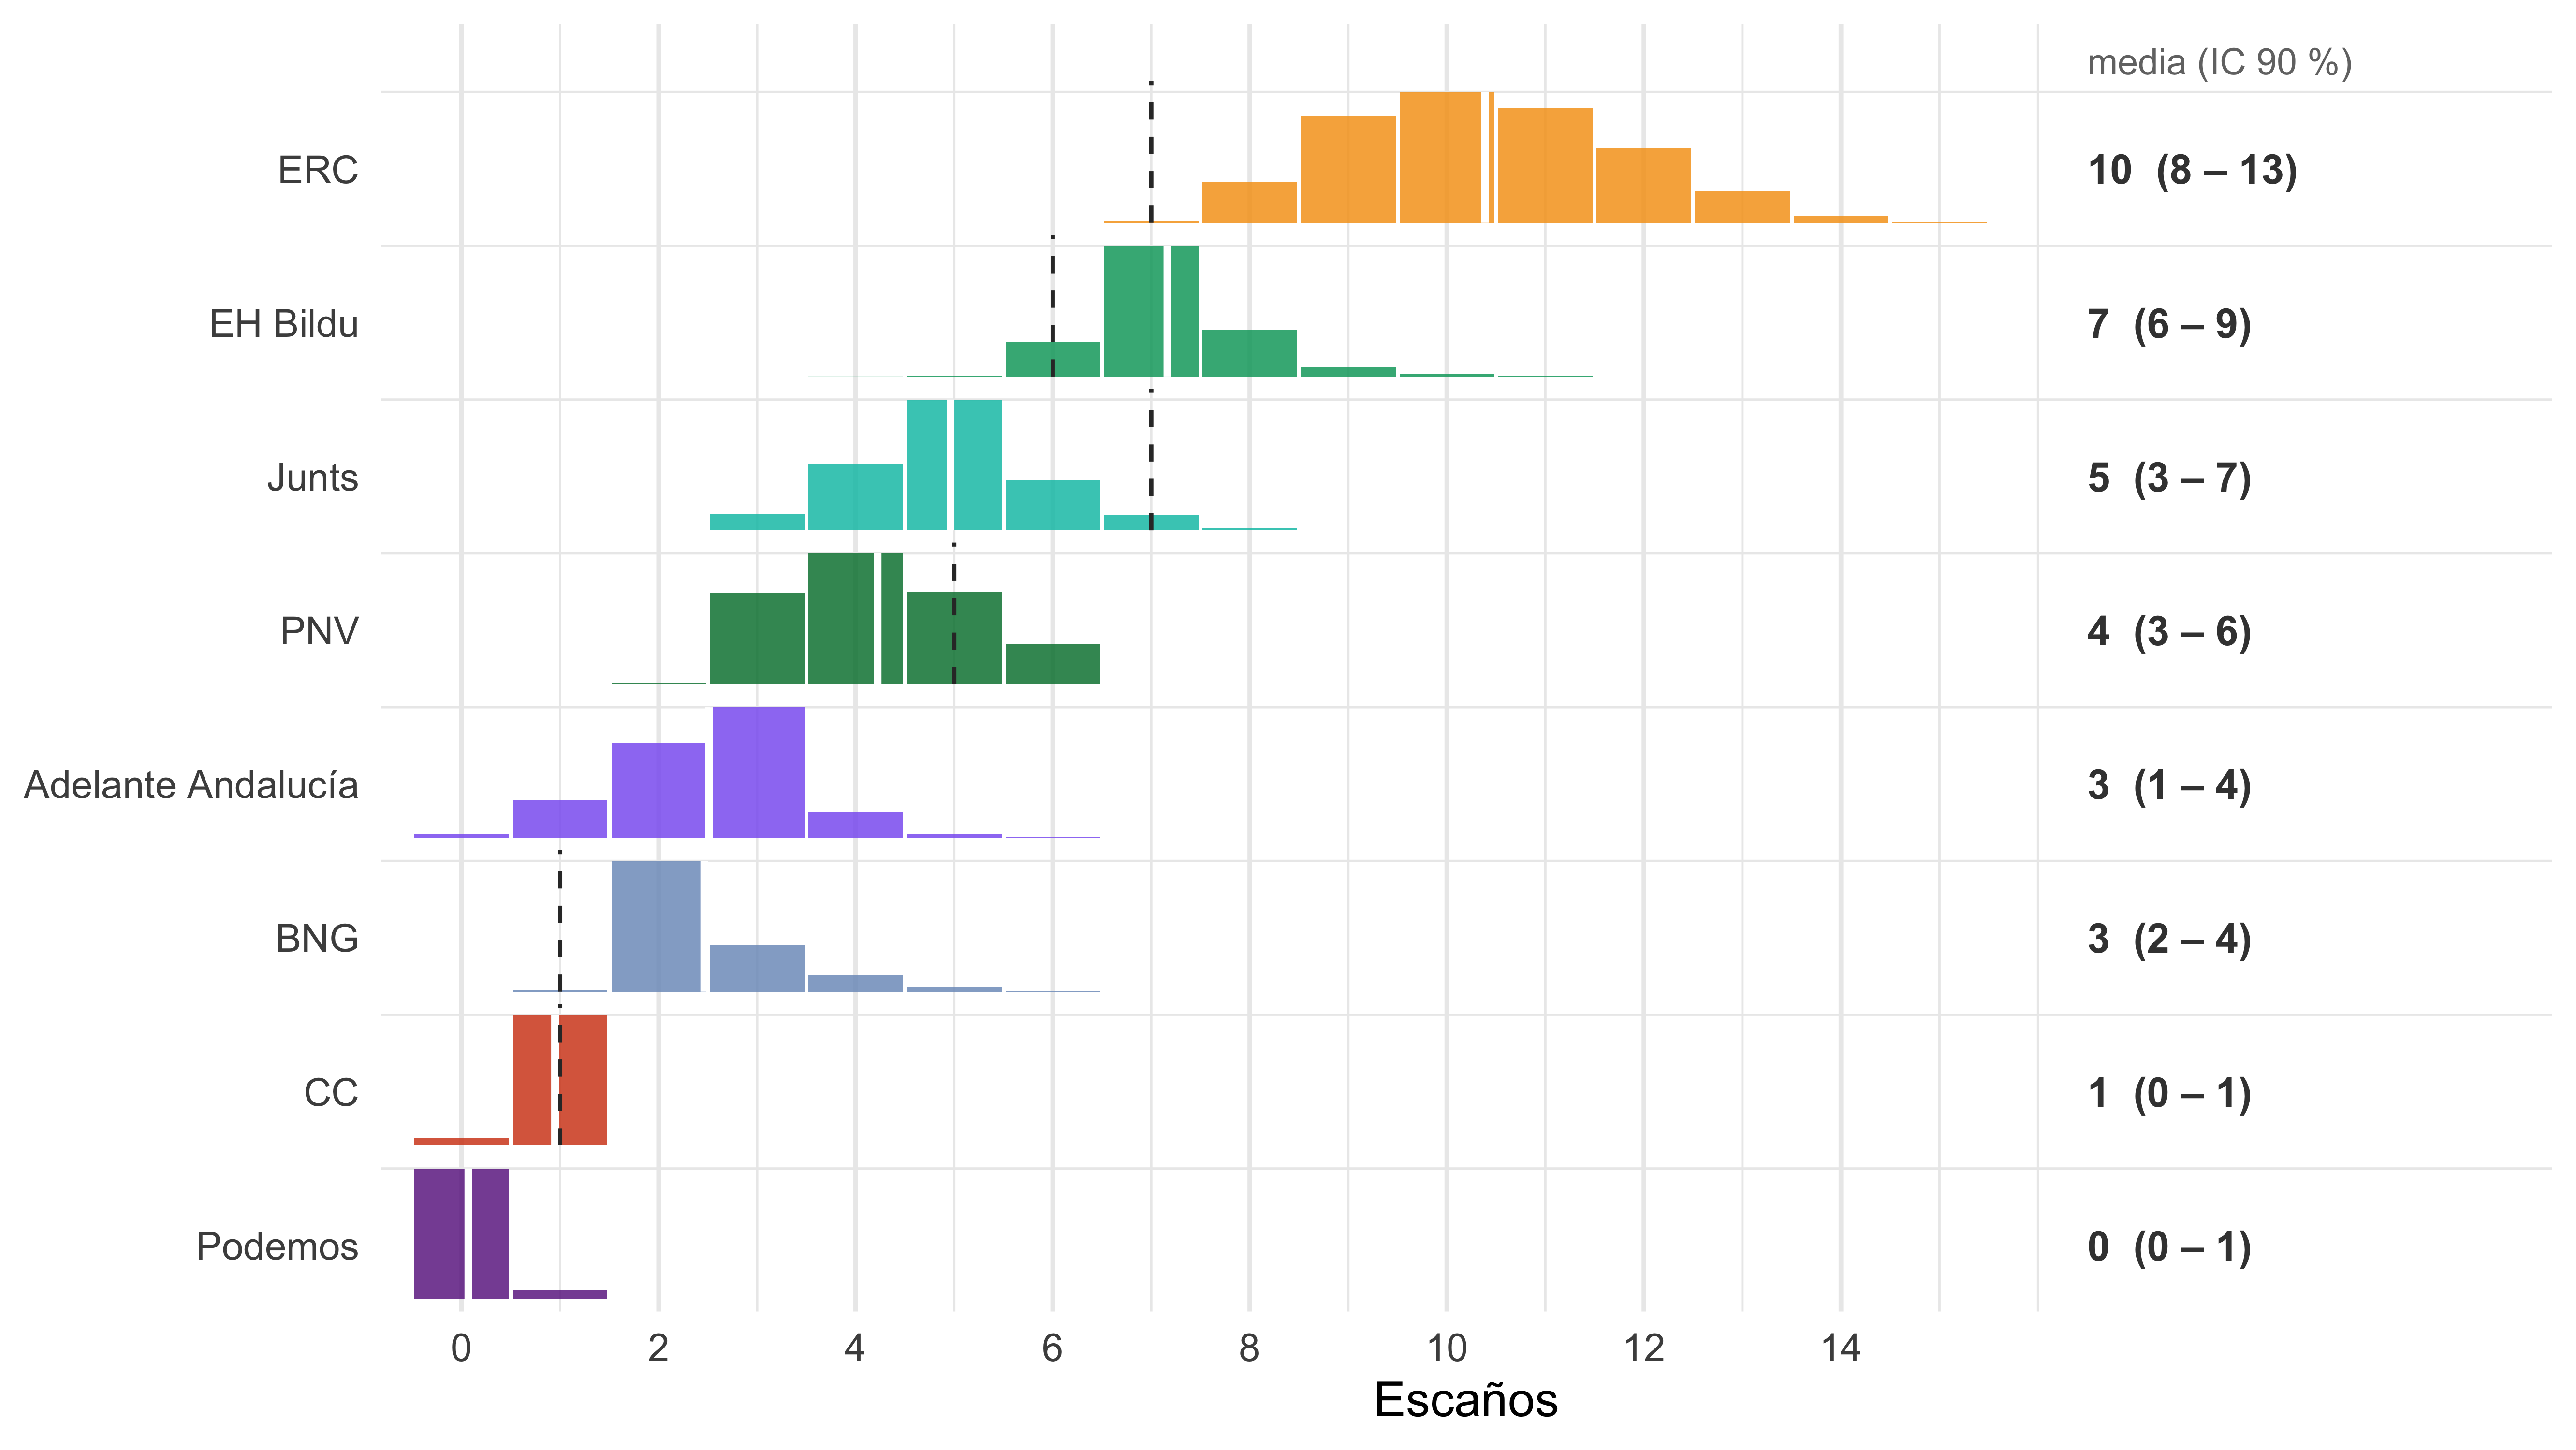 media (IC 90 %)
ERC 10 (8 – 13)
EH Bildu 7 (6 – 9)
Junts 5 (3 – 7)
PNV 4 (3 – 6)
Adelante Andalucía 3 (1 – 4)
BNG 3 (2 – 4)
CC 1 (0 – 1)
Podemos 0 (0 – 1)
0 2 4 6 8 10 12 14
Escaños